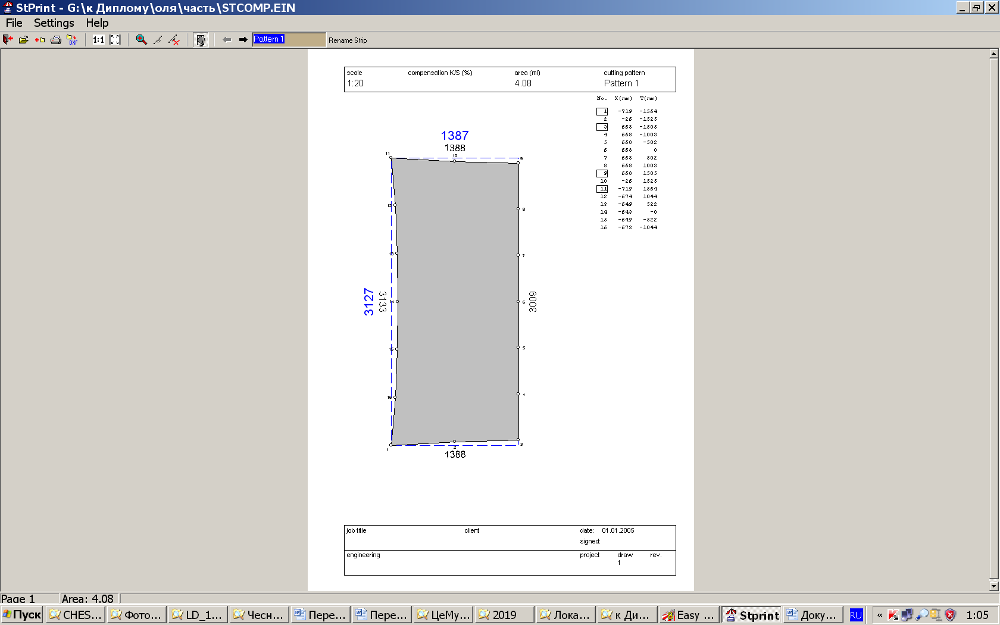 StPrint - G:\к Диплому\оля\часть\STCOMP.EIN
File Settings Help
DXF 1:1 Pattern 1 Rename Strip
scale compensation K/S (%) area (ml) cutting pattern
1:20 4.08 Pattern 1
No. X(mm) Y(mm)
1 -719 -1564
2 -26 -1525
3 668 -1505
4 668 -1003
5 668 -502
6 668 0
7 668 502
8 668 1003
9 668 1505
10 -26 1525
11 -719 1564
12 -674 1044
13 -649 522
14 -643 -0
15 -649 -522
16 -673 -1044
1387
1388
11 10 9
12 8
13 7
3127 3133 14 6 3009
15 5
16 4
1 2 3
1388
job title client date: 01.01.2005
signed:
engineering project draw rev.
1
Page 1 Area: 4.08
Пуск CHES... Фото... LD_1... Чесн... Пере... Пере... ЦеМу... 2019 Лока... к Ди... Easy ... Stprint Доку... RU « 1:05